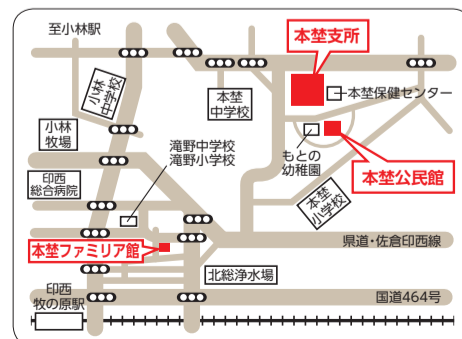 至小林駅
本埜支所
小林
中学校
本埜
中学校
本埜保健センター
小林
牧場
滝野中学校
滝野小学校
もとの
幼稚園
本埜公民館
印西
総合病院
本埜
小学校
県道・佐倉印西線
本埜ファミリア館
北総浄水場
印西
牧の原駅
国道464号